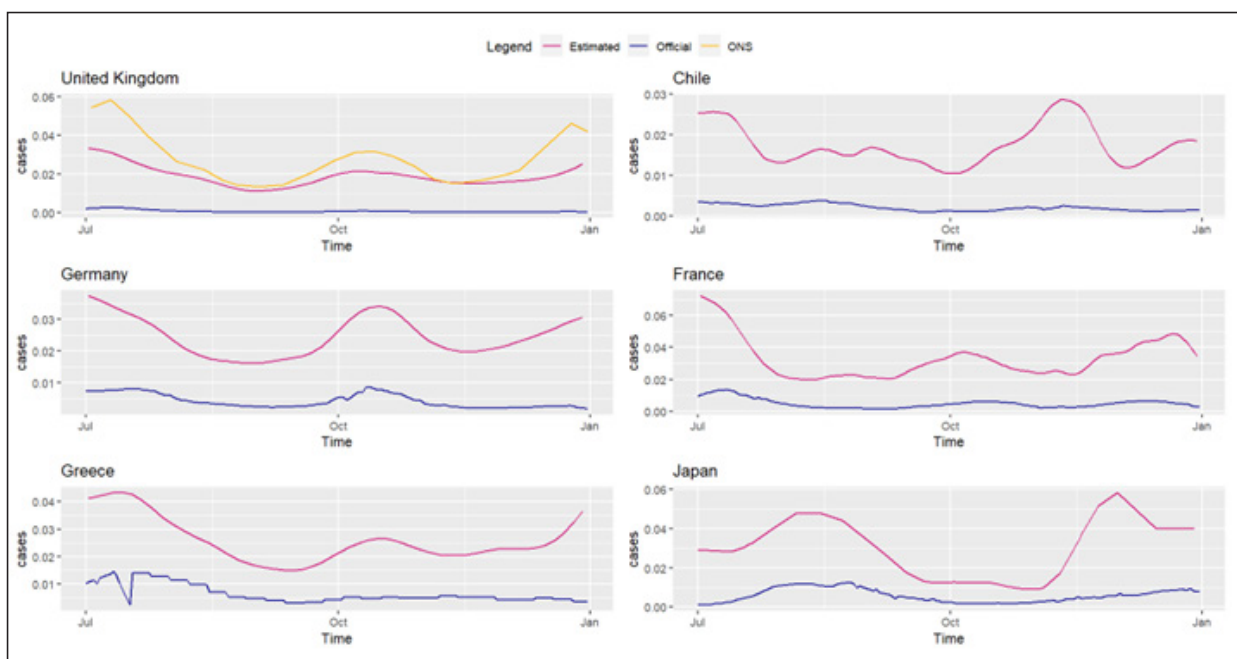 Legend Estimated Official ONS
United Kingdom
cases
0.06
0.04
0.02
0.00
Jul Oct Jan
Time
Chile
cases
0.03
0.02
0.01
0.00
Jul Oct Jan
Time
Germany
cases
0.03
0.02
0.01
Jul Oct Jan
Time
France
cases
0.06
0.04
0.02
0.00
Jul Oct Jan
Time
Greece
cases
0.04
0.03
0.02
0.01
Jul Oct Jan
Time
Japan
cases
0.06
0.04
0.02
0.00
Jul Oct Jan
Time